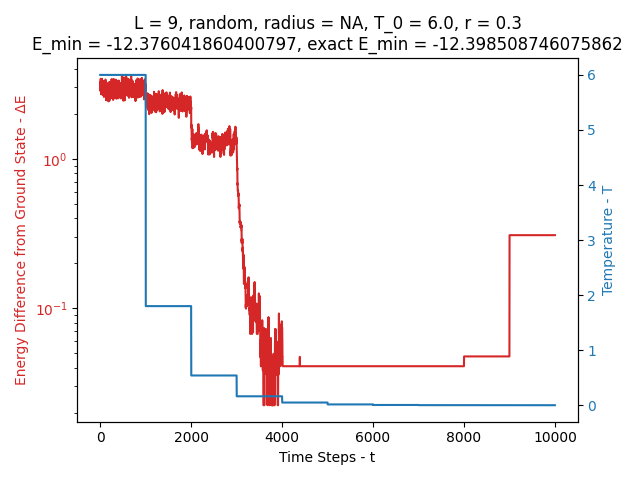 L = 9, random, radius = NA, T_0 = 6.0, r = 0.3
E_min = -12.376041860400797, exact E_min = -12.398508746075862
Energy Difference from Ground State - ΔE
10⁰
10⁻¹
6
5
4
3
2
1
0
Temperature - T
0 2000 4000 6000 8000 10000
Time Steps - t